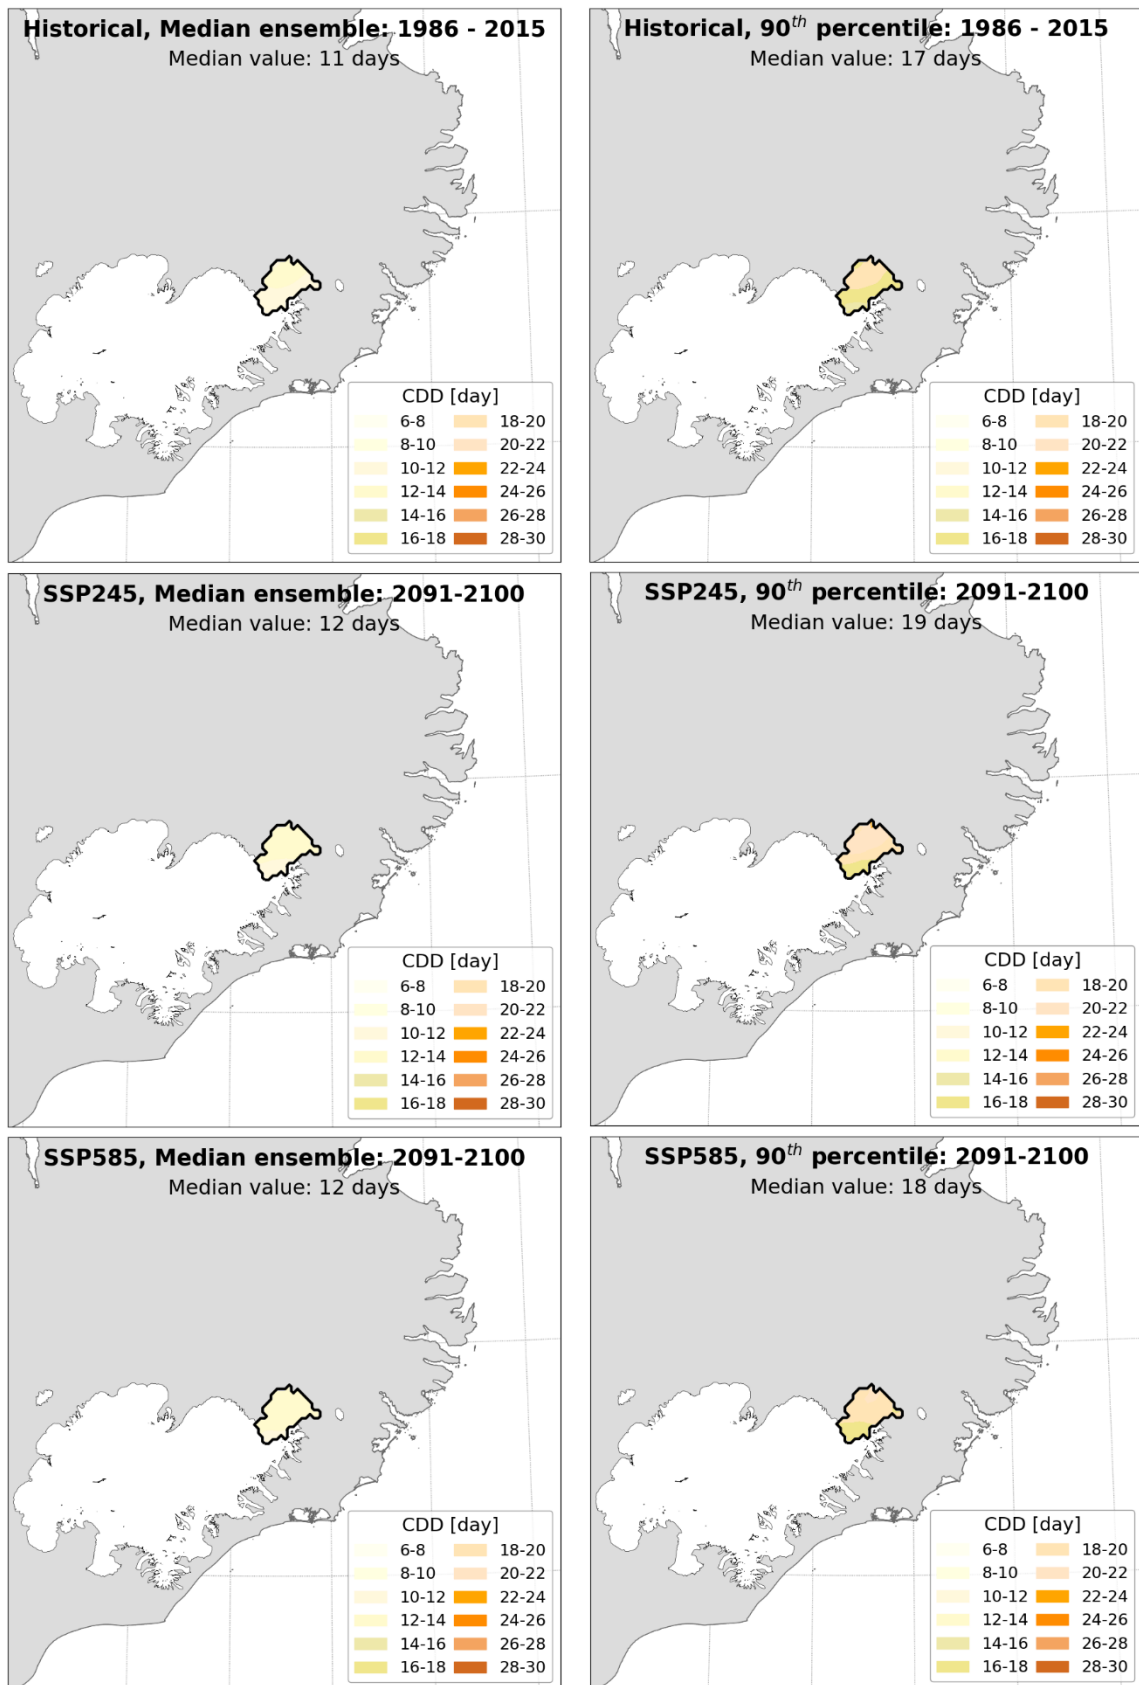 Historical, Median ensemble: 1986 - 2015
Median value: 11 days
CDD [day]
6-8 18-20
8-10 20-22
10-12 22-24
12-14 24-26
14-16 26-28
16-18 28-30
Historical, 90th percentile: 1986 - 2015
Median value: 17 days
CDD [day]
6-8 18-20
8-10 20-22
10-12 22-24
12-14 24-26
14-16 26-28
16-18 28-30
SSP245, Median ensemble: 2091-2100
Median value: 12 days
CDD [day]
6-8 18-20
8-10 20-22
10-12 22-24
12-14 24-26
14-16 26-28
16-18 28-30
SSP245, 90th percentile: 2091-2100
Median value: 19 days
CDD [day]
6-8 18-20
8-10 20-22
10-12 22-24
12-14 24-26
14-16 26-28
16-18 28-30
SSP585, Median ensemble: 2091-2100
Median value: 12 days
CDD [day]
6-8 18-20
8-10 20-22
10-12 22-24
12-14 24-26
14-16 26-28
16-18 28-30
SSP585, 90th percentile: 2091-2100
Median value: 18 days
CDD [day]
6-8 18-20
8-10 20-22
10-12 22-24
12-14 24-26
14-16 26-28
16-18 28-30